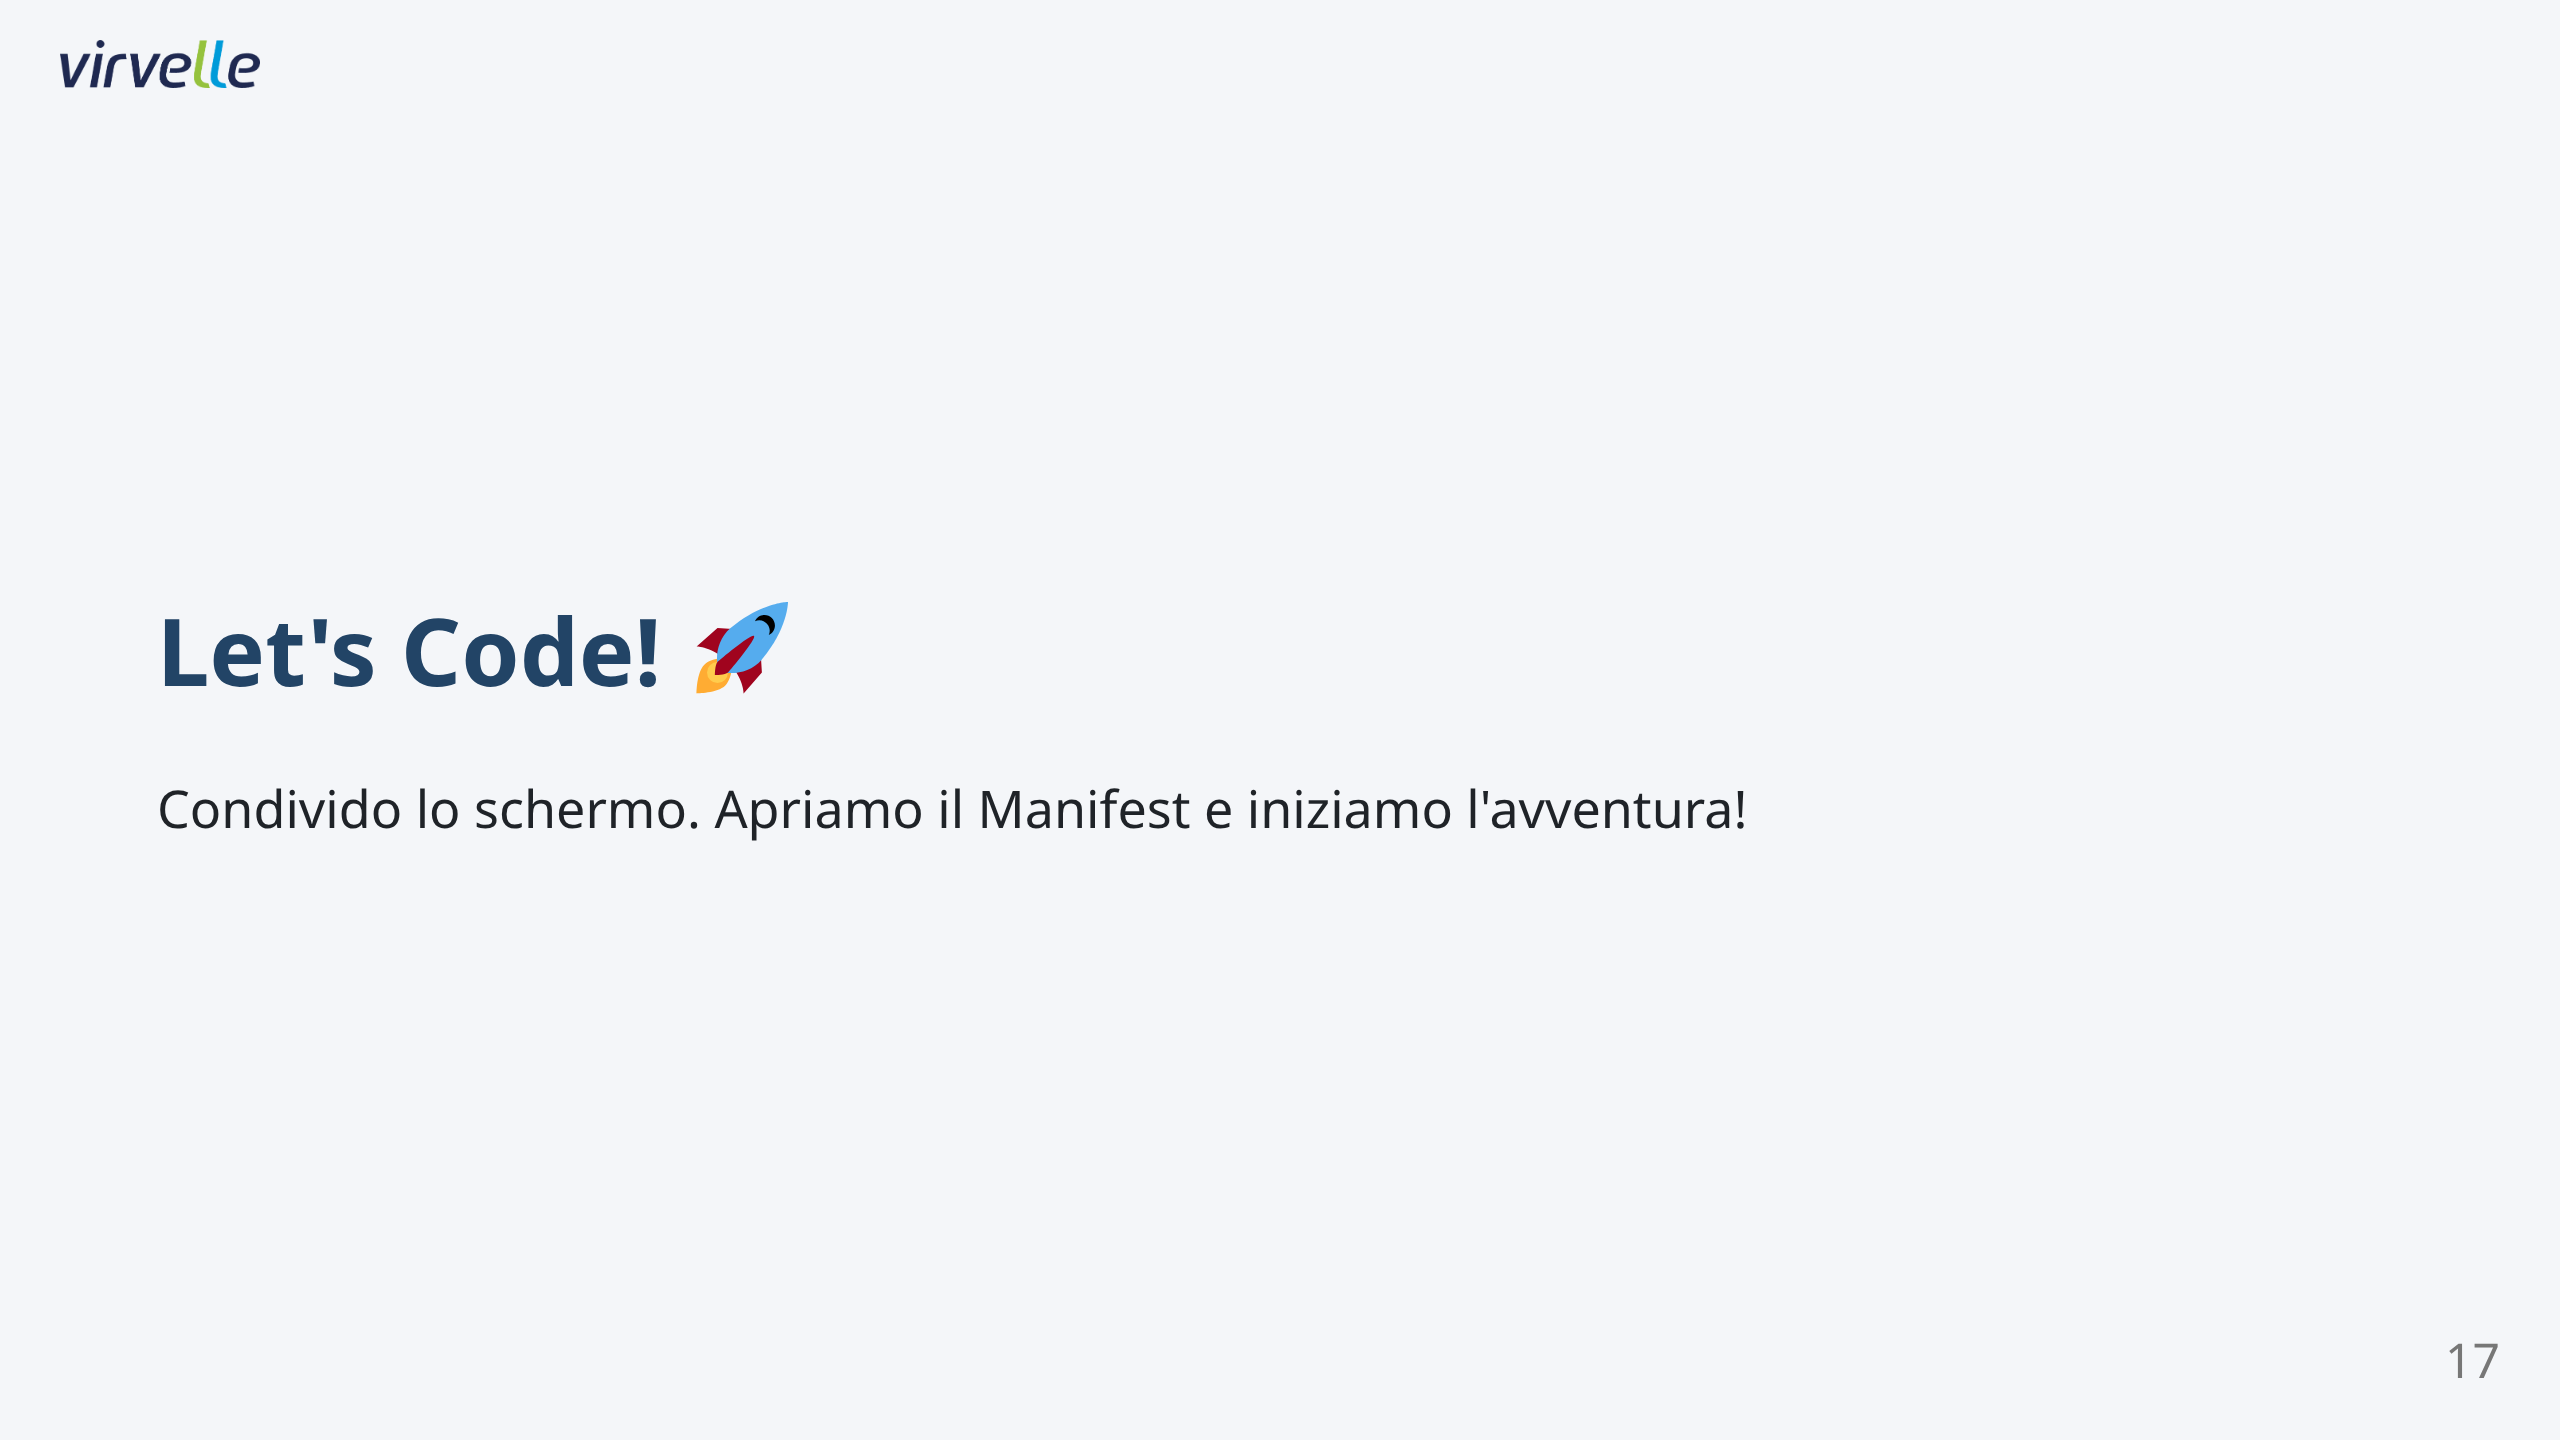 virvelle
Let's Code! 🚀
Condivido lo schermo. Apriamo il Manifest e iniziamo l'avventura!
17